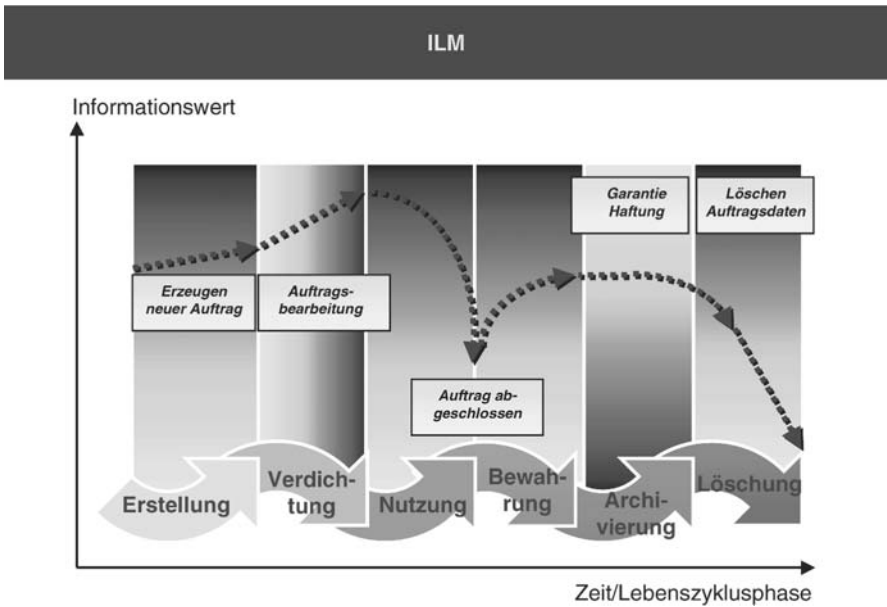 ILM
Informationswert
Garantie
Haftung
Löschen
Auftragsdaten
Erzeugen
neuer Auftrag
Auftrags-
bearbeitung
Auftrag ab-
geschlossen
Erstellung
Verdich-
tung
Nutzung
Bewah-
rung
Archi-
vierung
Löschung
Zeit/Lebenszyklusphase